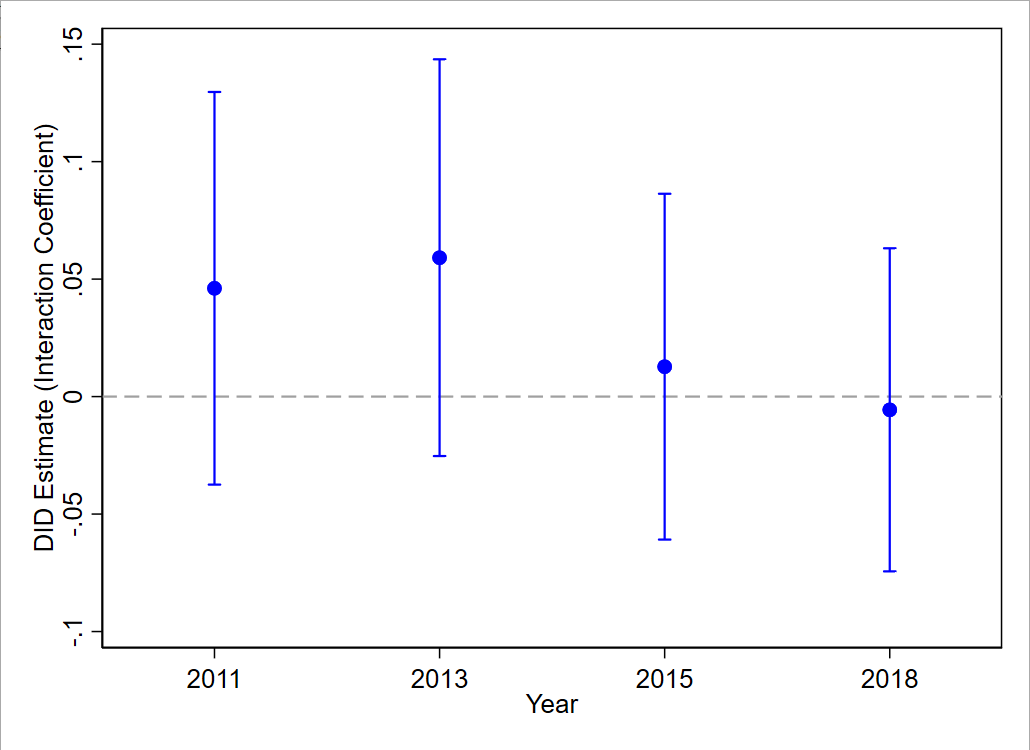 DID Estimate (Interaction Coefficient)
.15
.1
.05
0
-.05
-.1
2011 2013 2015 2018
Year